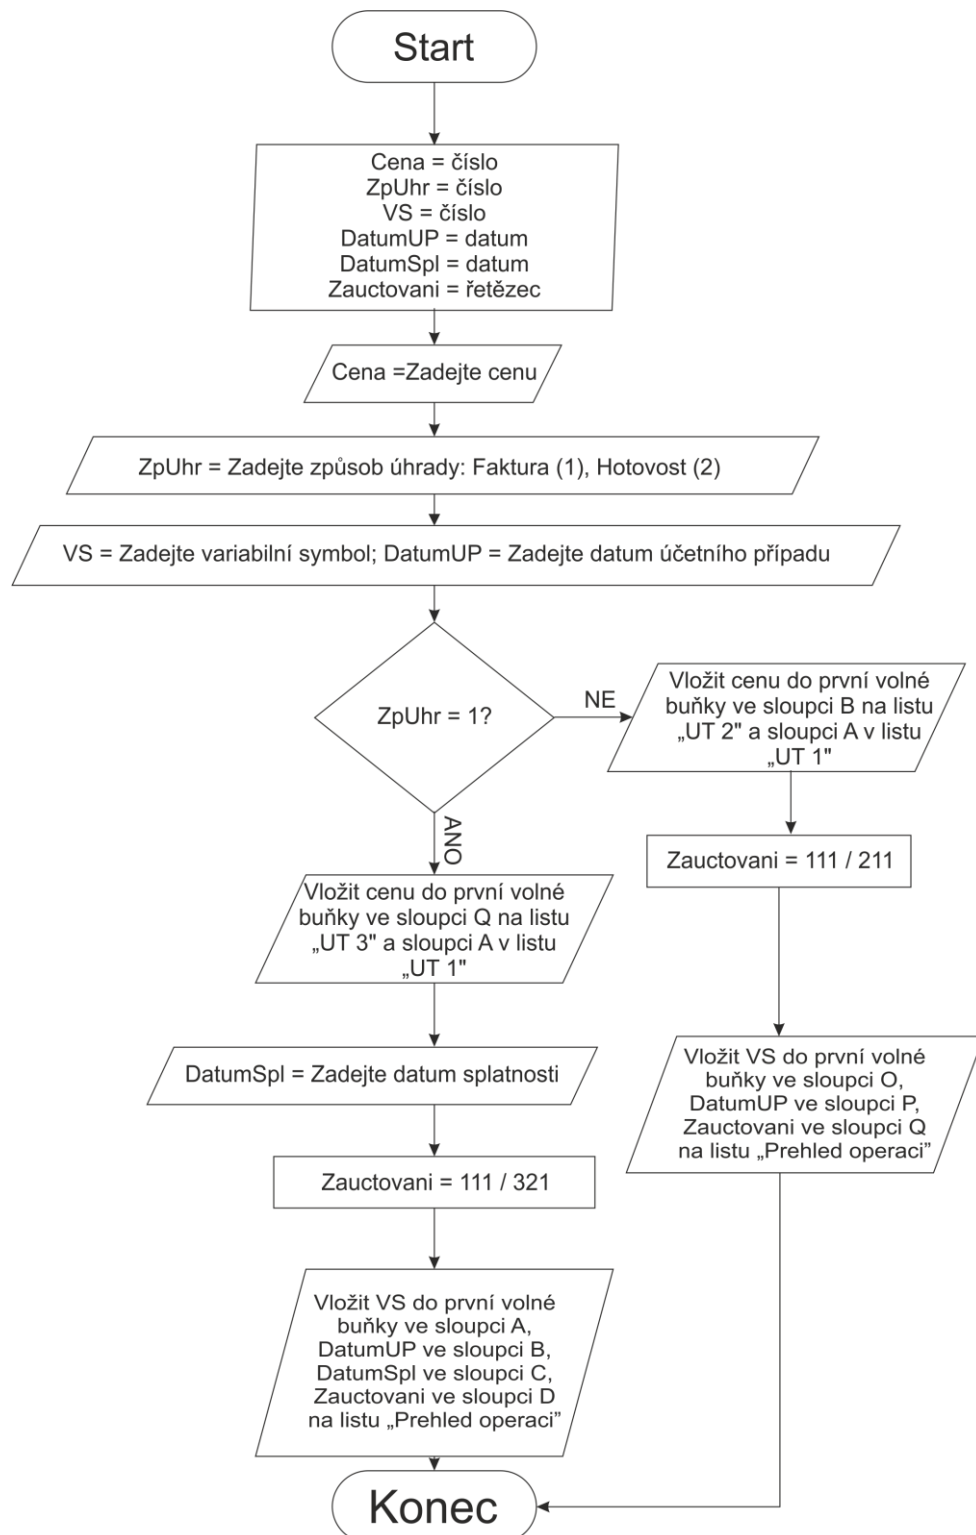 Start
Cena = číslo
ZpUhr = číslo
VS = číslo
DatumUP = datum
DatumSpl = datum
Zauctovani = řetězec
Cena =Zadejte cenu
ZpUhr = Zadejte způsob úhrady: Faktura (1), Hotovost (2)
VS = Zadejte variabilní symbol; DatumUP = Zadejte datum účetního případu
ZpUhr = 1?
NE
Vložit cenu do první volné
buňky ve sloupci B na listu
„UT 2" a sloupci A v listu
„UT 1"
Zauctovani = 111 / 211
Vložit VS do první volné
buňky ve sloupci O,
DatumUP ve sloupci P,
Zauctovani ve sloupci Q
na listu „Prehled operaci”
ANO
Vložit cenu do první volné
buňky ve sloupci Q na listu
„UT 3" a sloupci A v listu
„UT 1"
DatumSpl = Zadejte datum splatnosti
Zauctovani = 111 / 321
Vložit VS do první volné
buňky ve sloupci A,
DatumUP ve sloupci B,
DatumSpl ve sloupci C,
Zauctovani ve sloupci D
na listu „Prehled operaci”
Konec